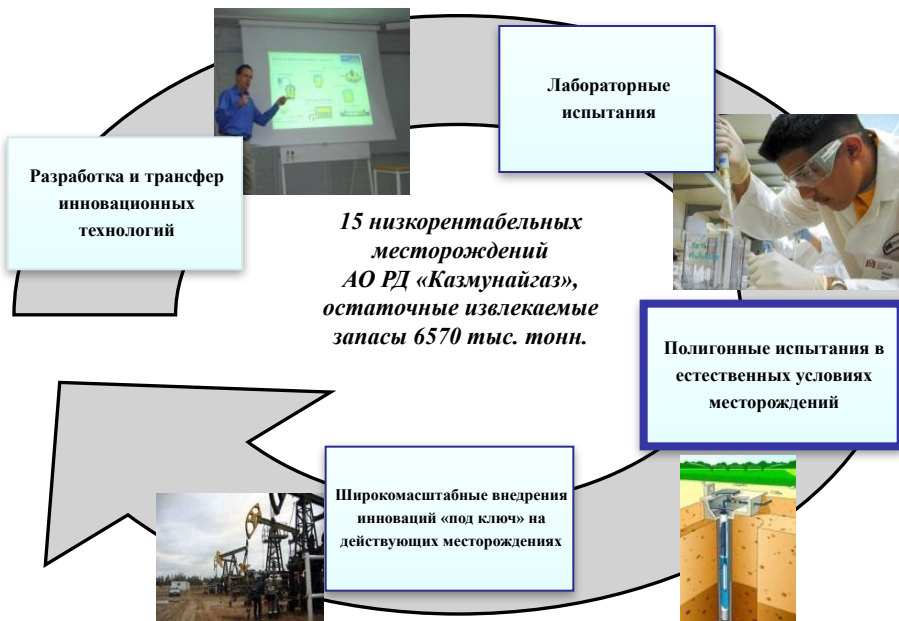 Разработка и трансфер
инновационных
технологий
Лабораторные
испытания
15 низкорентабельных
месторождений
АО РД «Казмунайгаз»,
остаточные извлекаемые
запасы 6570 тыс. тонн.
Полигонные испытания в
естественных условиях
месторождений
Широкомасштабные внедрения
инноваций «под ключ» на
действующих месторождениях